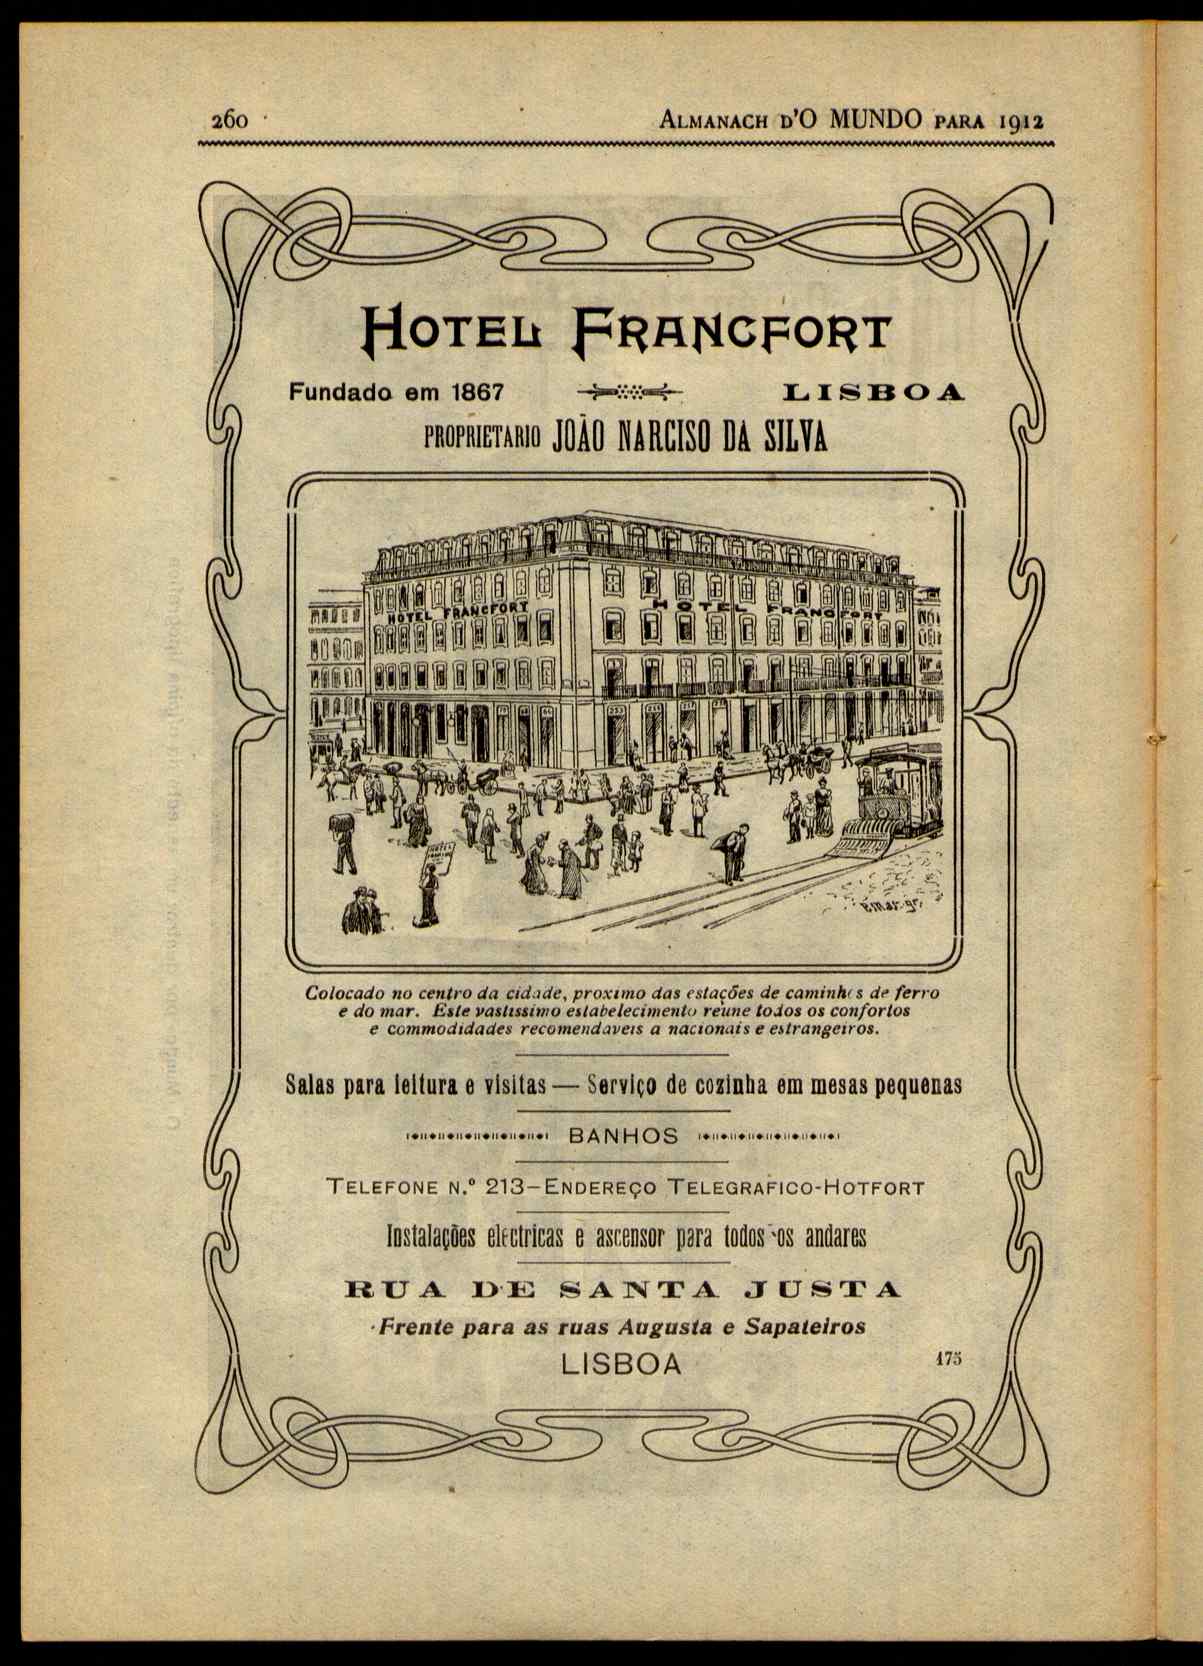 260
ALMANACH D'O MUNDO PARA 1912
HOTEL FRANCFORT
Fundado em 1867
LISBOA
PROPRIETARIO JOÃO NARCISO DA SILVA
HOTEL FRANCFORT
HOTEL FRANCFORT
Colocado no centro da cidade, proximo das estações de caminhos de ferro
e do mar. Este vastissimo estabelecimento reune todos os confortos
e commodidades recomendaveis a nacionais e estrangeiros.
Salas para leitura e visitas — Serviço de cozinha em mesas pequenas
BANHOS
TELEFONE N.º 213-ENDEREÇO TELEGRAFICO-HOTFORT
Instalações electricas e ascensor para todos os andares
RUA DE SANTA JUSTA
Frente para as ruas Augusta e Sapateiros
LISBOA
175